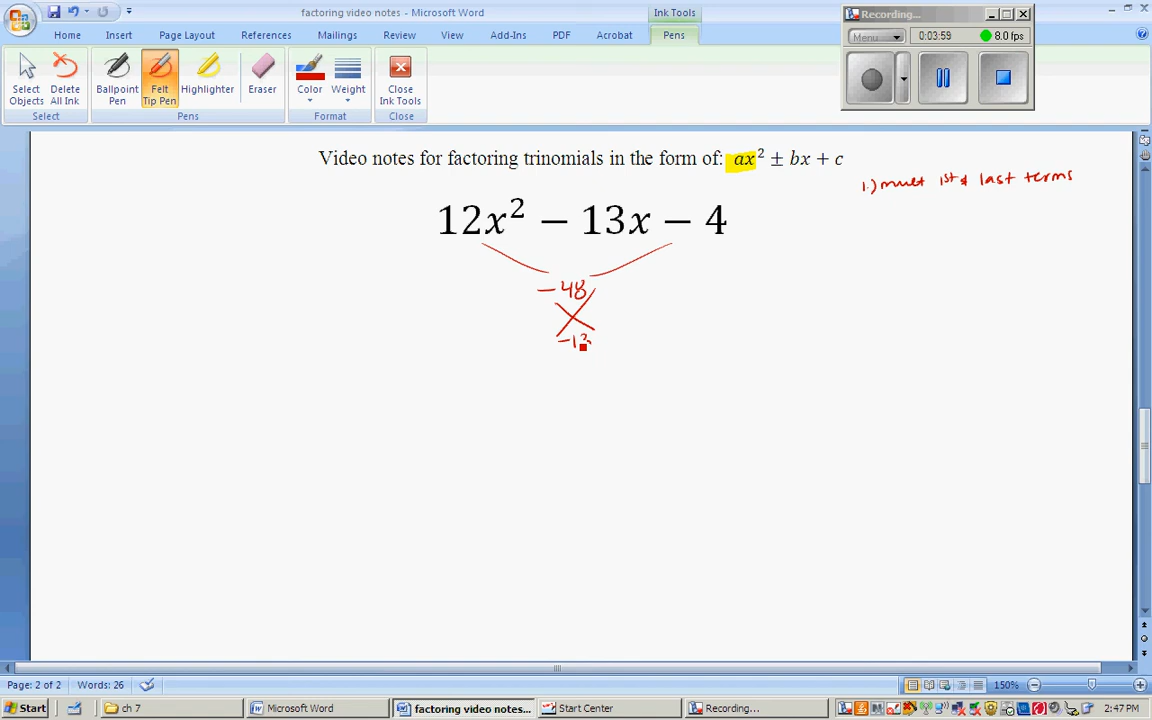 factoring video notes - Microsoft Word
Ink Tools
Recording...
Home Insert Page Layout References Mailings Review View Add-Ins PDF Acrobat Pens
Menu 0:03:59 8.0 fps
Select Objects Delete All Ink Ballpoint Pen Felt Tip Pen Highlighter Eraser Color Weight Close Ink Tools
Select Pens Format Close
Video notes for factoring trinomials in the form of: ax² ± bx + c
1.) mult 1st & last terms
12x² − 13x − 4
−48
−13
Page: 2 of 2 Words: 26 150%
Start ch 7 Microsoft Word factoring video notes... Start Center Recording... 2:47 PM